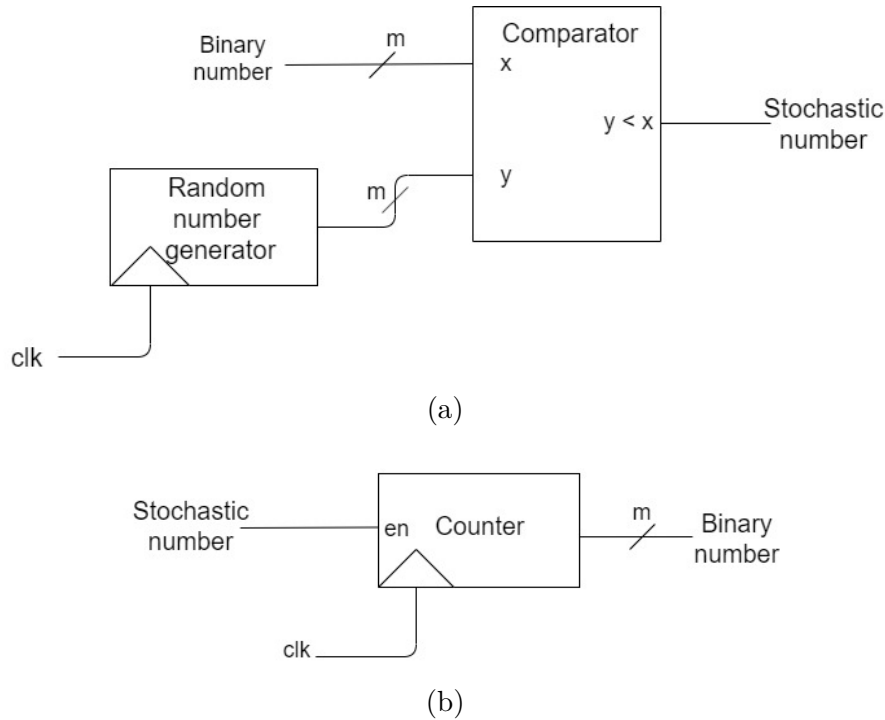 Binary
number
m
Comparator
x
y < x
Stochastic
number
Random
number
generator
m
y
clk
(a)
Stochastic
number
en
Counter
m
Binary
number
clk
(b)